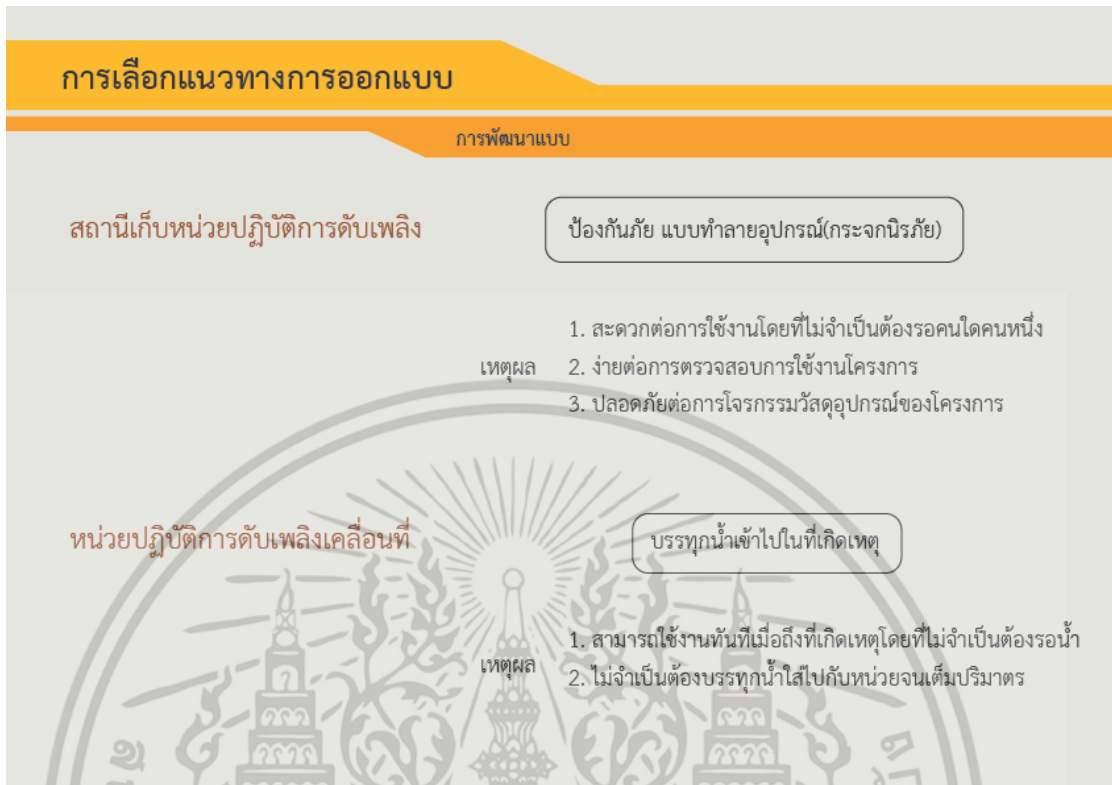 การเลือกแนวทางการออกแบบ
การพัฒนาแบบ
สถานีเก็บหน่วยปฏิบัติการดับเพลิง
ป้องกันภัย แบบทำลายอุปกรณ์(กระจกนิรภัย)
1. สะดวกต่อการใช้งานโดยที่ไม่จำเป็นต้องรอคนใดคนหนึ่ง
เหตุผล 2. ง่ายต่อการตรวจสอบการใช้งานโครงการ
3. ปลอดภัยต่อการโจรกรรมวัสดุอุปกรณ์ของโครงการ
หน่วยปฏิบัติการดับเพลิงเคลื่อนที่
บรรทุกน้ำเข้าไปในที่เกิดเหตุ
1. สามารถใช้งานทันทีเมื่อถึงที่เกิดเหตุโดยที่ไม่จำเป็นต้องรอน้ำ
เหตุผล
2. ไม่จำเป็นต้องบรรทุกน้ำใส่ไปกับหน่วยจนเต็มปริมาตร